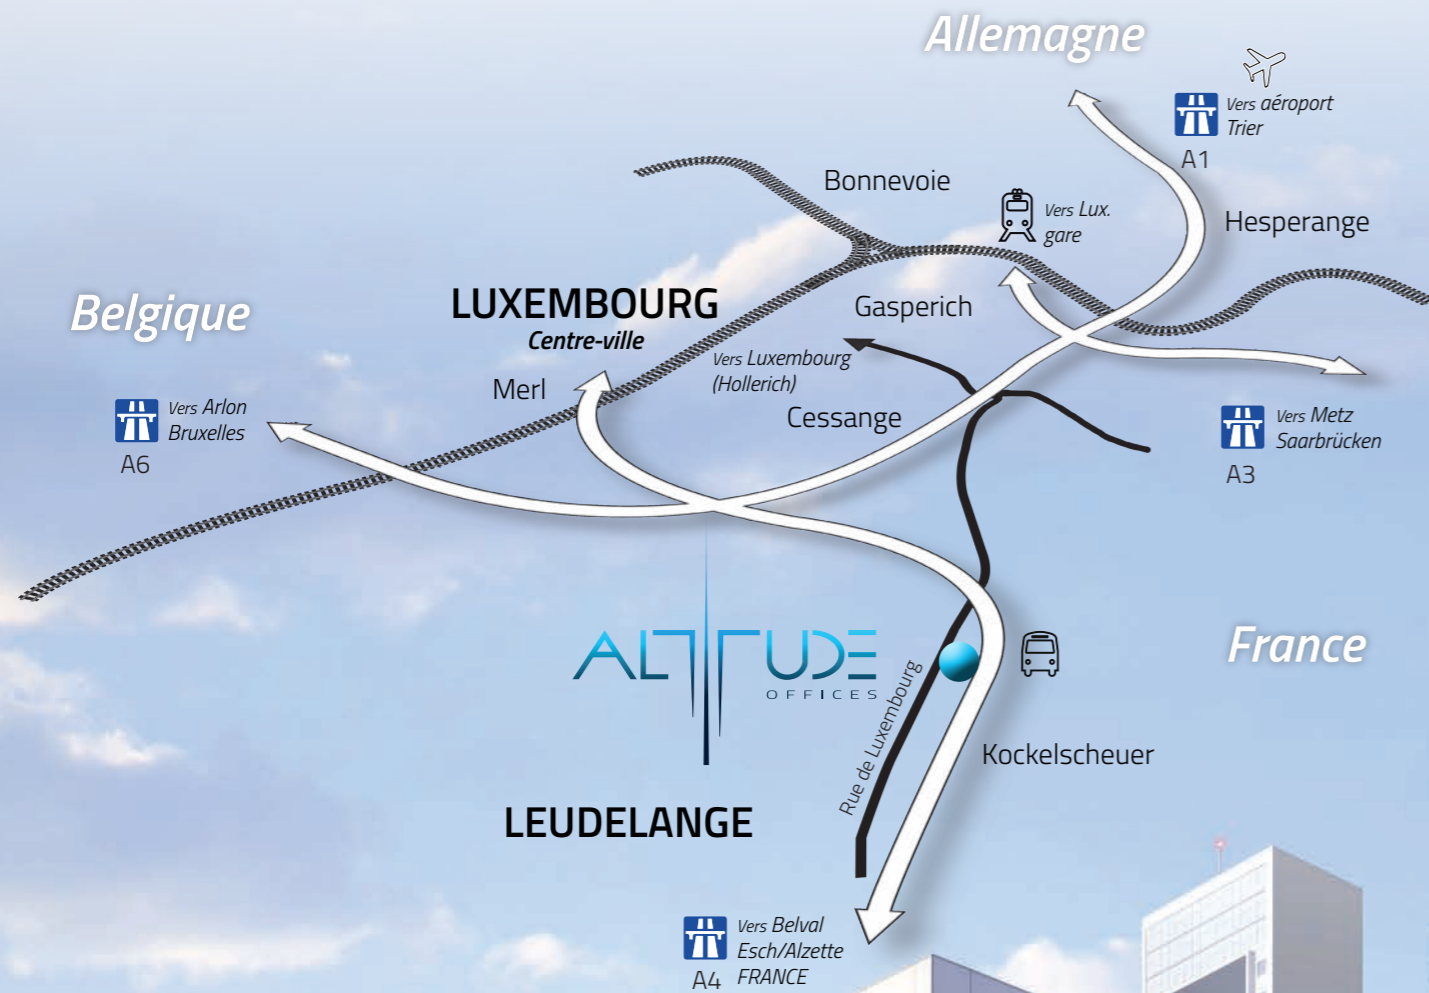 Allemagne
Vers aéroport
Trier
A1
Bonnevoie
Vers Lux.
gare
Hesperange
Belgique
LUXEMBOURG
Centre-ville
Gasperich
Vers Luxembourg
(Hollerich)
Merl
Cessange
Vers Arlon
Bruxelles
A6
Vers Metz
Saarbrücken
A3
ALTITUDE
OFFICES
France
Rue de Luxembourg
Kockelscheuer
LEUDELANGE
Vers Belval
Esch/Alzette
A4 FRANCE